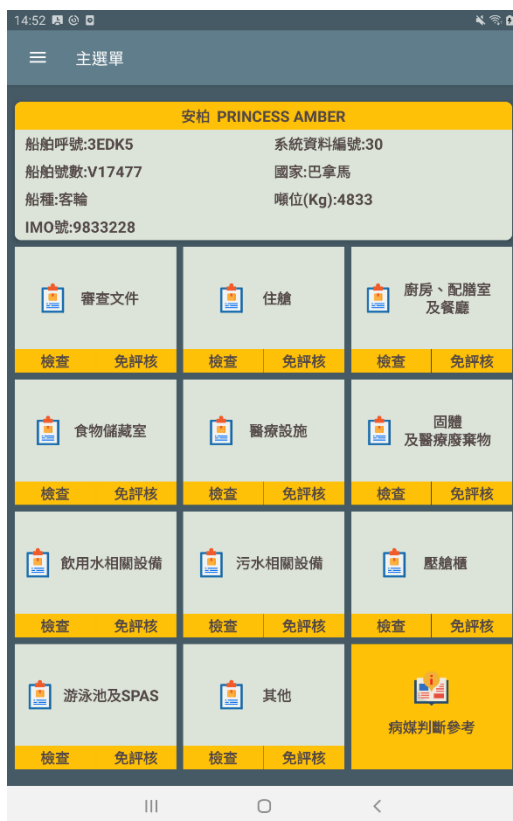 14:52
主選單
安柏 PRINCESS AMBER
船舶呼號:3EDK5
系統資料編號:30
船舶號數:V17477
國家:巴拿馬
船種:客輪
噸位(Kg):4833
IMO號:9833228
審查文件
住艙
廚房、配膳室
及餐廳
檢查 免評核
檢查 免評核
檢查 免評核
食物儲藏室
醫療設施
固體
及醫療廢棄物
檢查 免評核
檢查 免評核
檢查 免評核
飲用水相關設備
污水相關設備
壓艙櫃
檢查 免評核
檢查 免評核
檢查 免評核
游泳池及SPAS
其他
病媒判斷參考
檢查 免評核
檢查 免評核